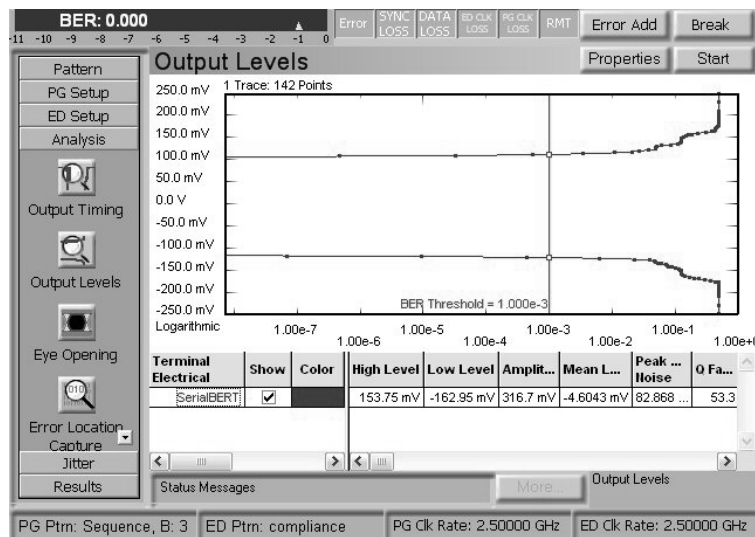 BER: 0.000
-11 -10 -9 -8 -7 -6 -5 -4 -3 -2 -1 0
Error
SYNC LOSS
DATA LOSS
ED CLK LOSS
PG CLK LOSS
RMT
Error Add
Break
Output Levels
Properties
Start
Pattern
PG Setup
ED Setup
Analysis
Output Timing
Output Levels
Eye Opening
Error Location
Capture
Jitter
Results
1 Trace: 142 Points
250.0 mV
200.0 mV
150.0 mV
100.0 mV
50.0 mV
0.0 V
-50.0 mV
-100.0 mV
-150.0 mV
-200.0 mV
-250.0 mV
BER Threshold = 1.000e-3
Logarithmic
1.00e-7
1.00e-6
1.00e-5
1.00e-4
1.00e-3
1.00e-2
1.00e-1
1.00e+0
Terminal Electrical
Show
Color
High Level
Low Level
Amplit...
Mean L...
Peak ... Noise
Q Fa...
SerialBERT
153.75 mV
-162.95 mV
316.7 mV
-4.6043 mV
82.868 ...
53.3
Status Messages
More...
Output Levels
PG Ptrn: Sequence, B: 3
ED Ptrn: compliance
PG Clk Rate: 2.50000 GHz
ED Clk Rate: 2.50000 GHz